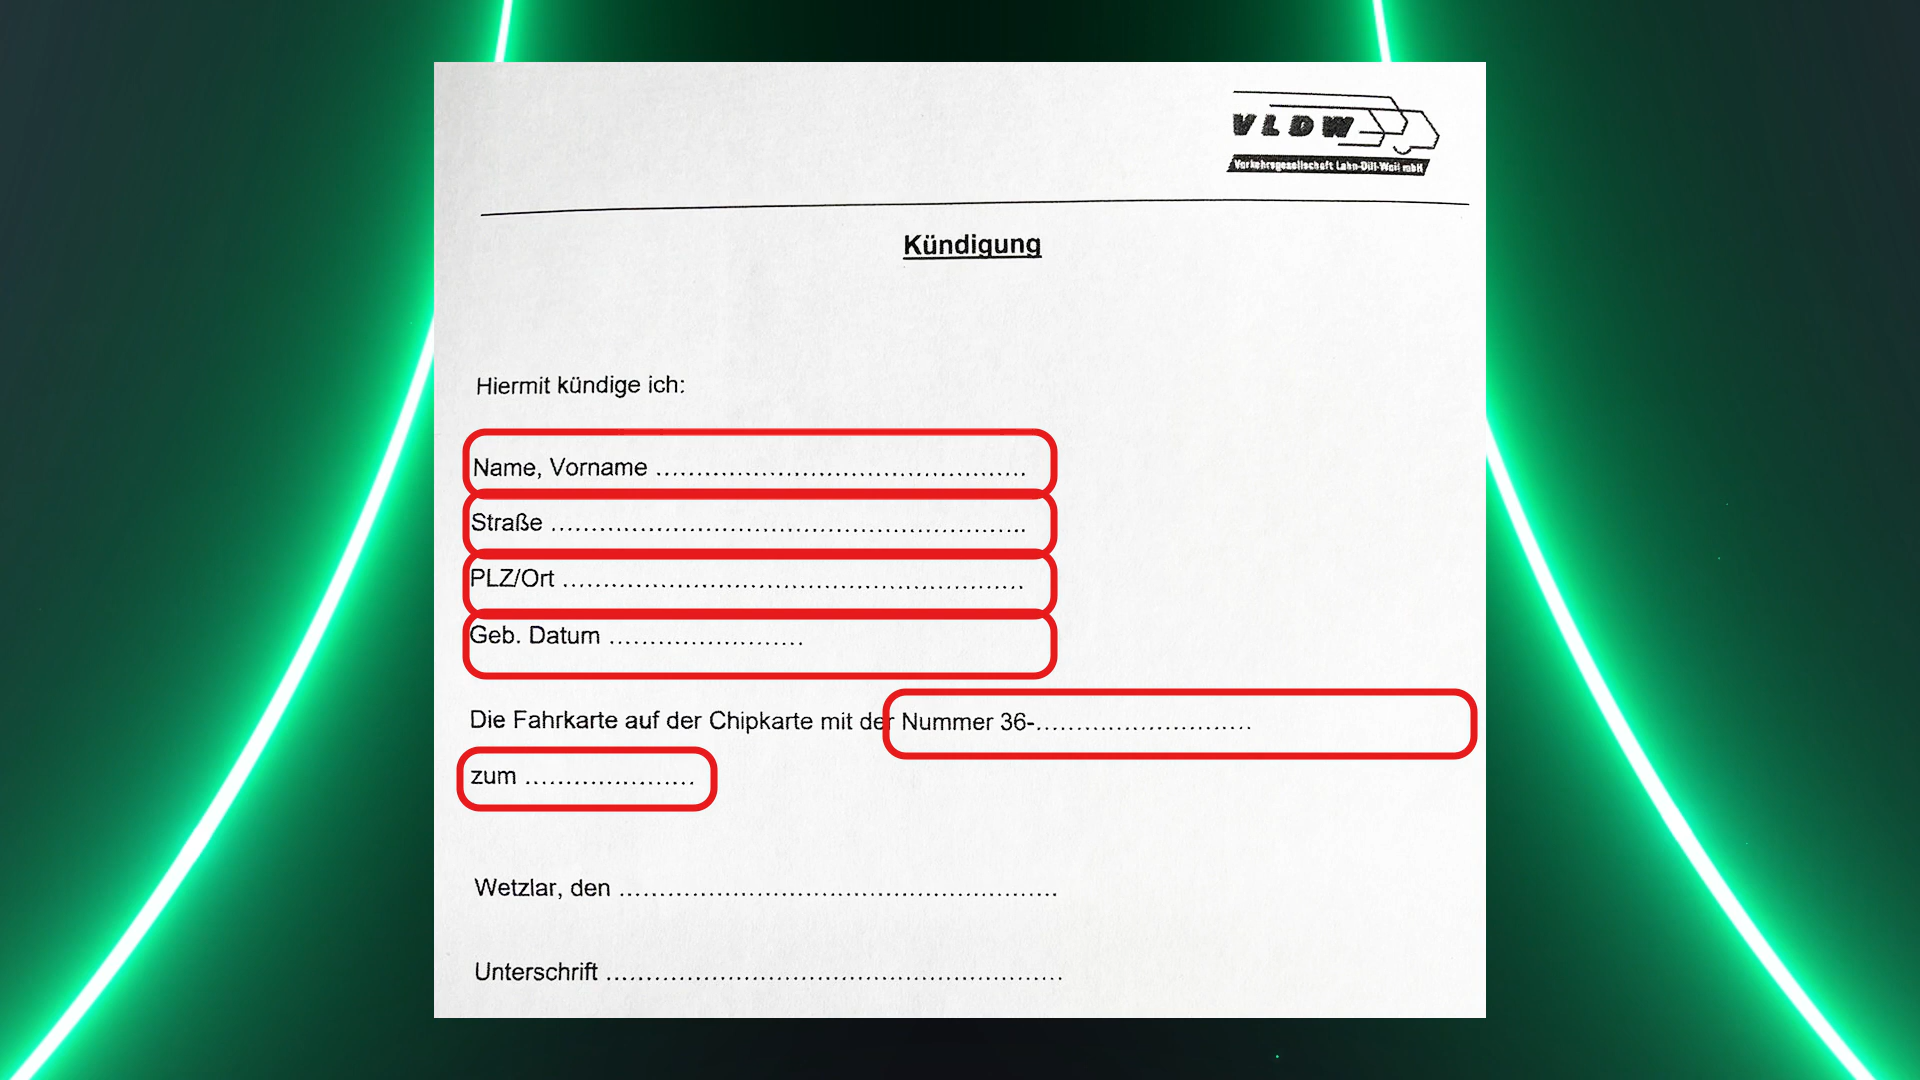 VLDW
Verkehrsgesellschaft Lahn-Dill-Weil mbH
Kündigung
Hiermit kündige ich:
Name, Vorname ..............................................
Straße ...........................................................
PLZ/Ort .........................................................
Geb. Datum ........................
Die Fahrkarte auf der Chipkarte mit der Nummer 36-...........................
zum .....................
Wetzlar, den ......................................................
Unterschrift ........................................................